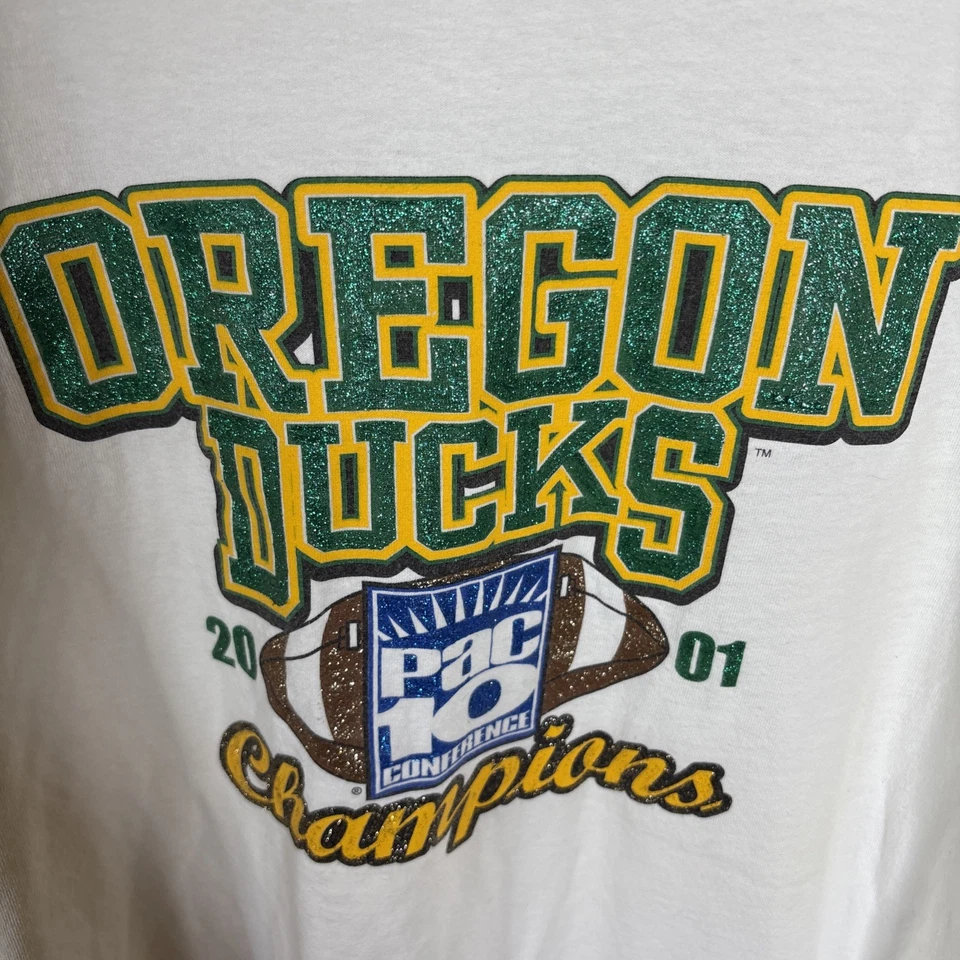 OREGON
DUCKS
TM
20 01
PAC
10
CONFERENCE
®
Champions